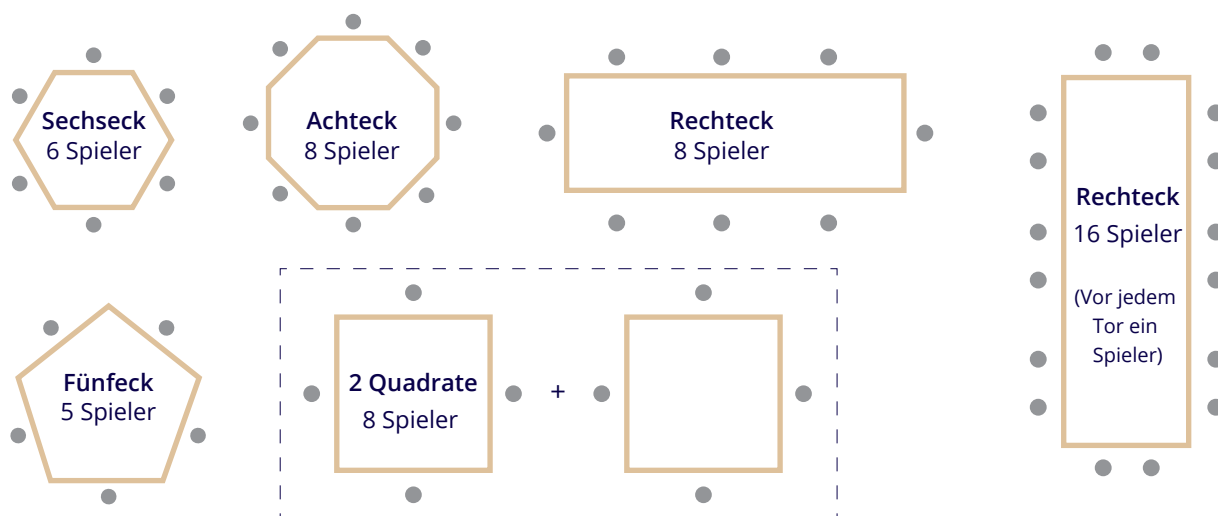 Sechseck
6 Spieler
Achteck
8 Spieler
Rechteck
8 Spieler
Rechteck
16 Spieler
(Vor jedem
Tor ein
Spieler)
Fünfeck
5 Spieler
2 Quadrate
8 Spieler
+